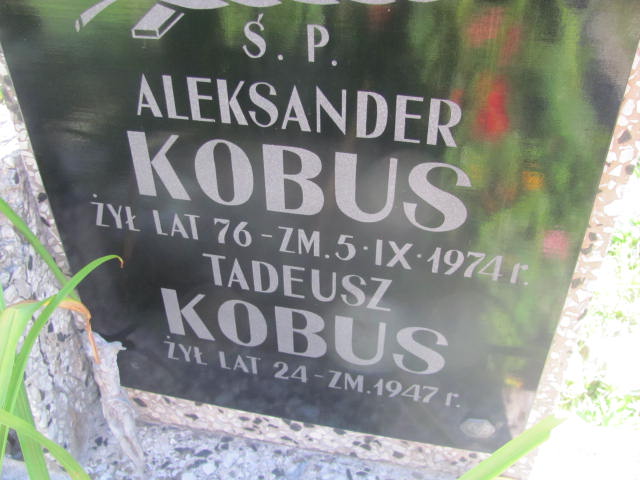 Ś. P.
ALEKSANDER
KOBUS
ŻYŁ LAT 76 - ZM. 5·IX·1974 r.
TADEUSZ
KOBUS
ŻYŁ LAT 24 - ZM. 1947 r.